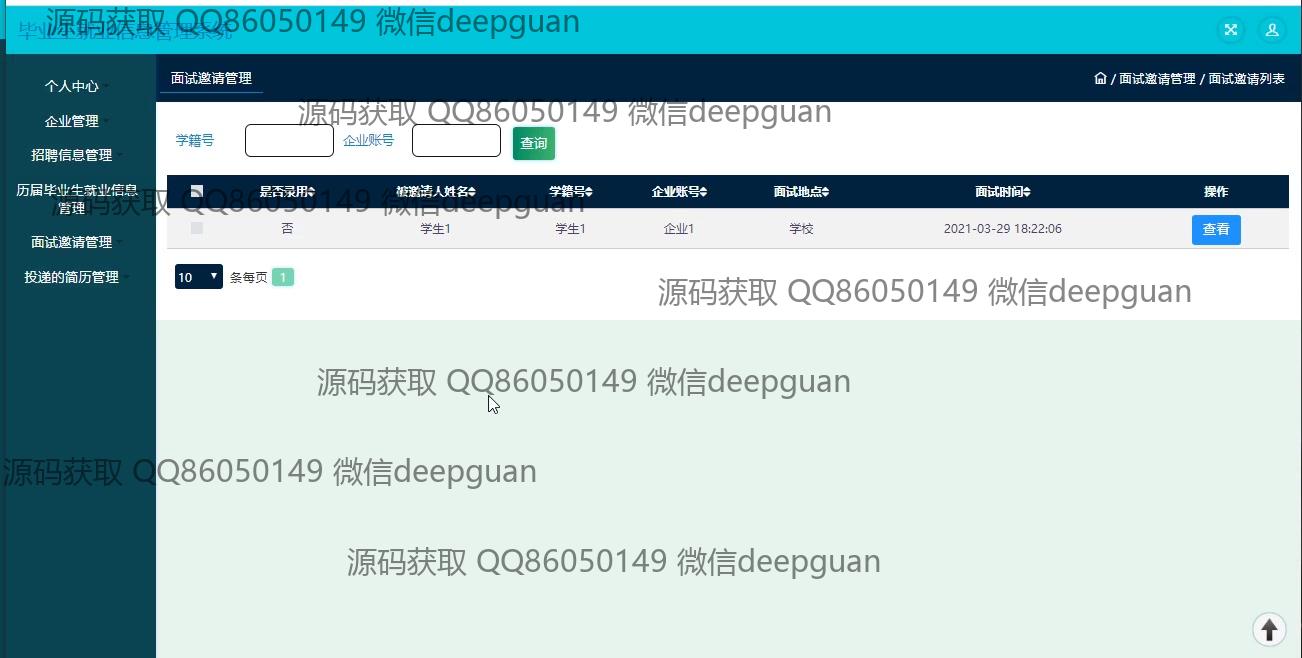 源码获取 QQ86050149 微信deepguan
毕业生就业信息管理系统
个人中心
企业管理
招聘信息管理
历届毕业生就业信息
管理
面试邀请管理
投递的简历管理
面试邀请管理
/ 面试邀请管理 / 面试邀请列表
源码获取 QQ86050149 微信deepguan
学籍号 企业账号 查询
是否录用 被邀请人姓名 学籍号 企业账号 面试地点 面试时间 操作
源码获取 QQ86050149 微信deepguan
否 学生1 学生1 企业1 学校 2021-03-29 18:22:06 查看
10 条每页 1
源码获取 QQ86050149 微信deepguan
源码获取 QQ86050149 微信deepguan
源码获取 QQ86050149 微信deepguan
源码获取 QQ86050149 微信deepguan